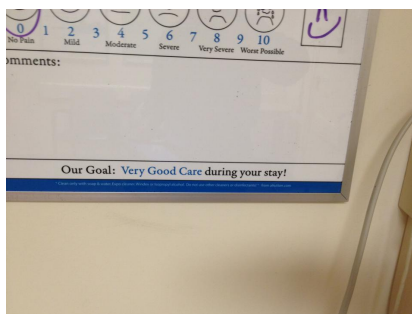 0 1 2 3 4 5 6 7 8 9 10
No Pain Mild Moderate Severe Very Severe Worst Possible
omments:
Our Goal: Very Good Care during your stay!